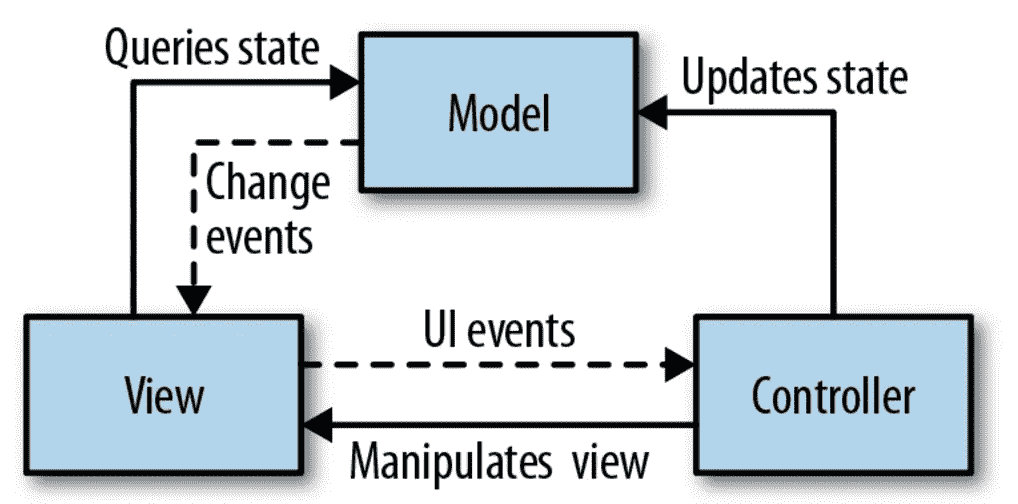 Queries state
Model
Updates state
Change
events
UI events
View
Controller
Manipulates view